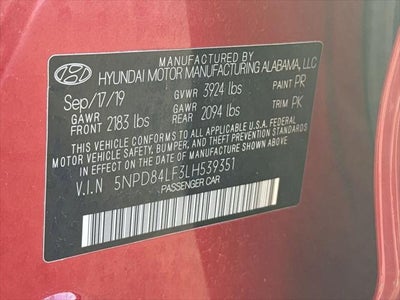 MANUFACTURED BY
HYUNDAI MOTOR MANUFACTURING ALABAMA, LLC
Sep/17/19 GVWR 3924 lbs PAINT PR
GAWR FRONT 2183 lbs GAWR REAR 2094 lbs TRIM PK
THIS VEHICLE CONFORMS TO ALL APPLICABLE U.S.A. FEDERAL
MOTOR VEHICLE SAFETY, BUMPER, AND THEFT PREVENTION STANDARDS
IN EFFECT ON THE DATE OF MANUFACTURE SHOWN ABOVE.
V.I.N 5NPD84LF3LH539351
PASSENGER CAR